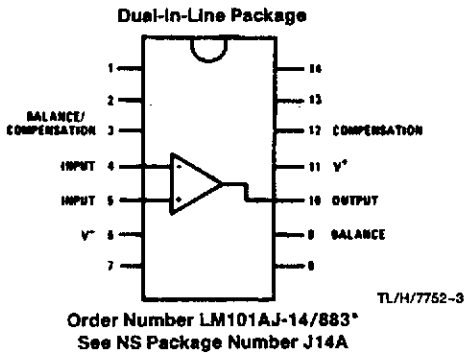 Dual-In-Line Package
1 14
2 13
BALANCE/
COMPENSATION 3 12 COMPENSATION
INPUT 4 - 11 V⁺
INPUT 5 + 10 OUTPUT
V⁻ 6 9 BALANCE
7 8
TL/H/7752-3
Order Number LM101AJ-14/883*
See NS Package Number J14A